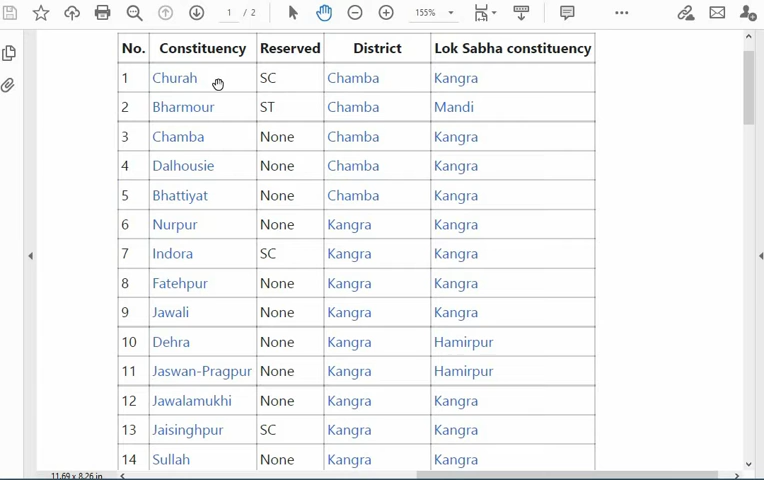 1 / 2 155%
No. Constituency Reserved District Lok Sabha constituency
1 Churah SC Chamba Kangra
2 Bharmour ST Chamba Mandi
3 Chamba None Chamba Kangra
4 Dalhousie None Chamba Kangra
5 Bhattiyat None Chamba Kangra
6 Nurpur None Kangra Kangra
7 Indora SC Kangra Kangra
8 Fatehpur None Kangra Kangra
9 Jawali None Kangra Kangra
10 Dehra None Kangra Hamirpur
11 Jaswan-Pragpur None Kangra Hamirpur
12 Jawalamukhi None Kangra Kangra
13 Jaisinghpur SC Kangra Kangra
14 Sullah None Kangra Kangra
11.69 x 8.26 in